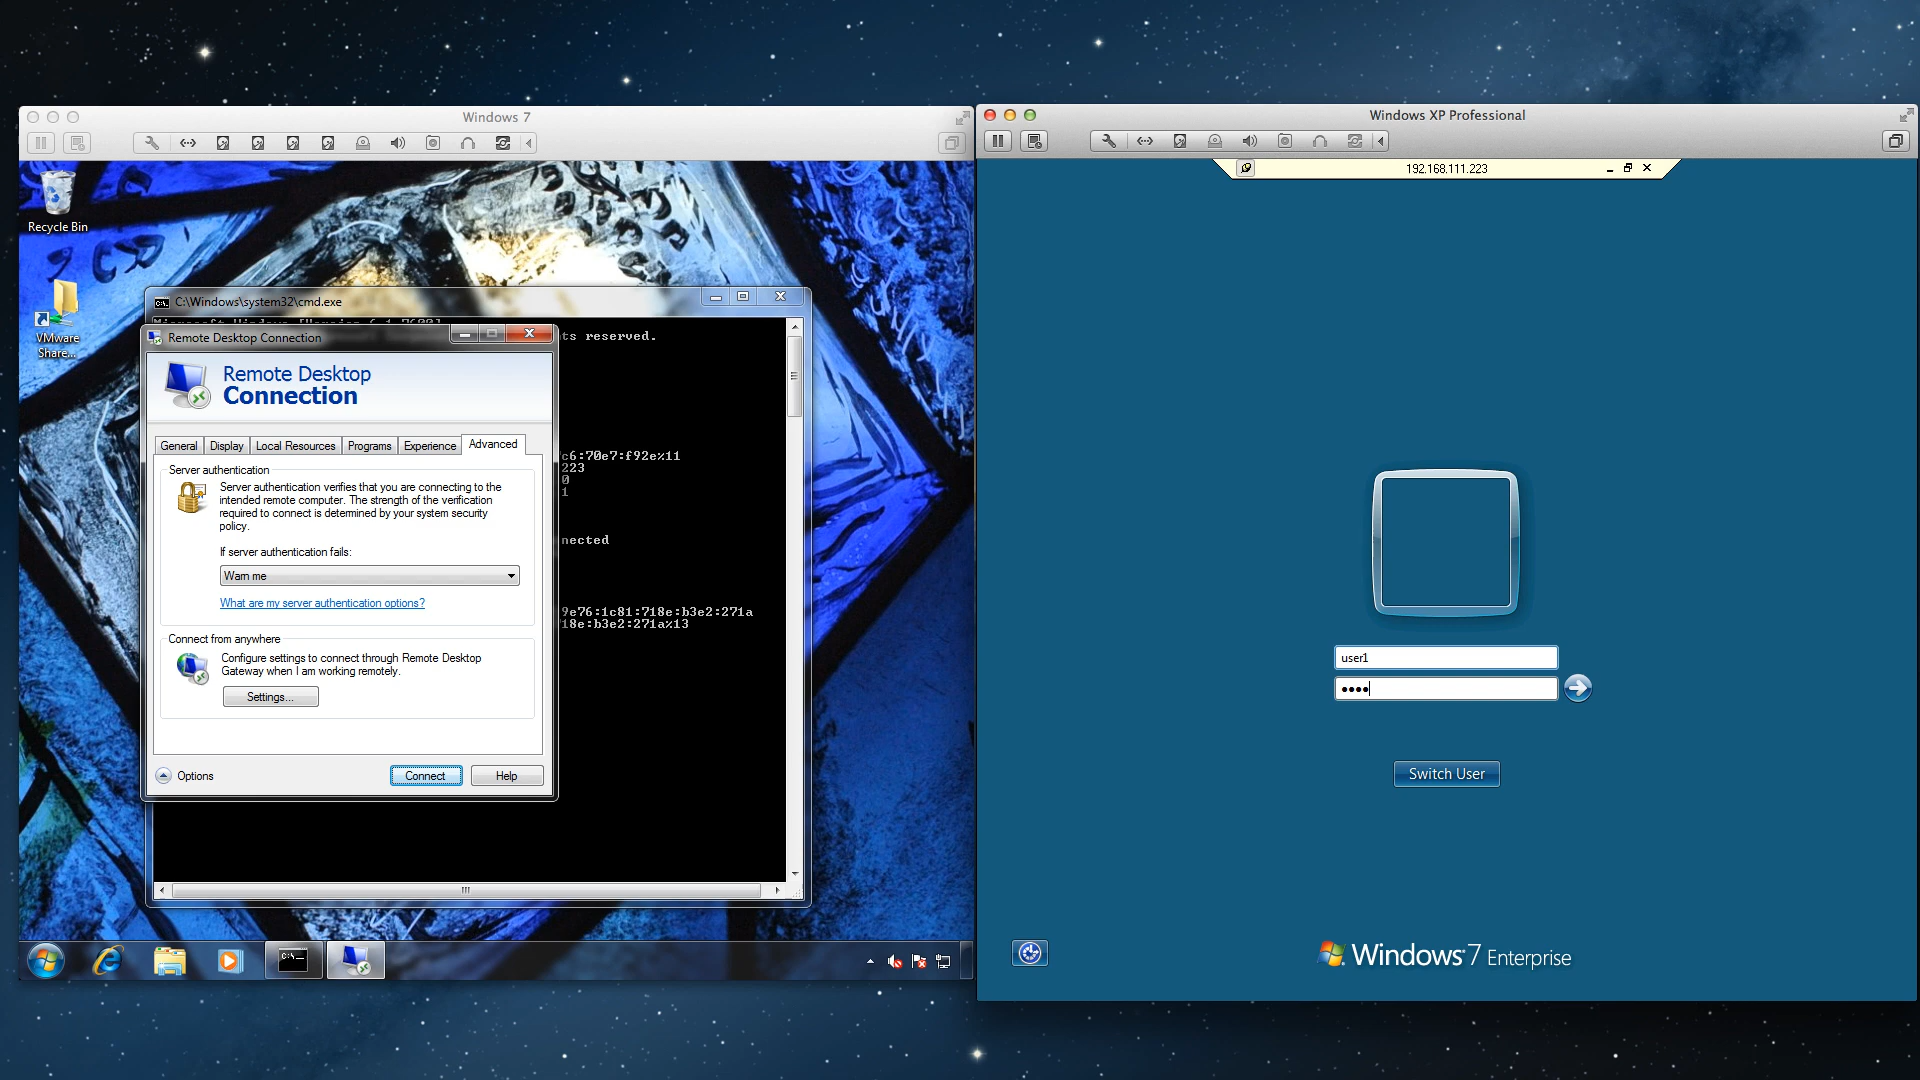 Windows 7
Recycle Bin
VMware
Share...
C:\Windows\system32\cmd.exe
ts reserved.
c6:70e7:f92e%11
223
0
1
nected
9e76:1c81:718e:b3e2:271a
18e:b3e2:271a%13
Remote Desktop Connection
Remote Desktop
Connection
General
Display
Local Resources
Programs
Experience
Advanced
Server authentication
Server authentication verifies that you are connecting to the
intended remote computer. The strength of the verification
required to connect is determined by your system security
policy.
If server authentication fails:
Warn me
What are my server authentication options?
Connect from anywhere
Configure settings to connect through Remote Desktop
Gateway when I am working remotely.
Settings...
Options
Connect
Help
Windows XP Professional
192.168.111.223
user1
Switch User
Windows 7 Enterprise